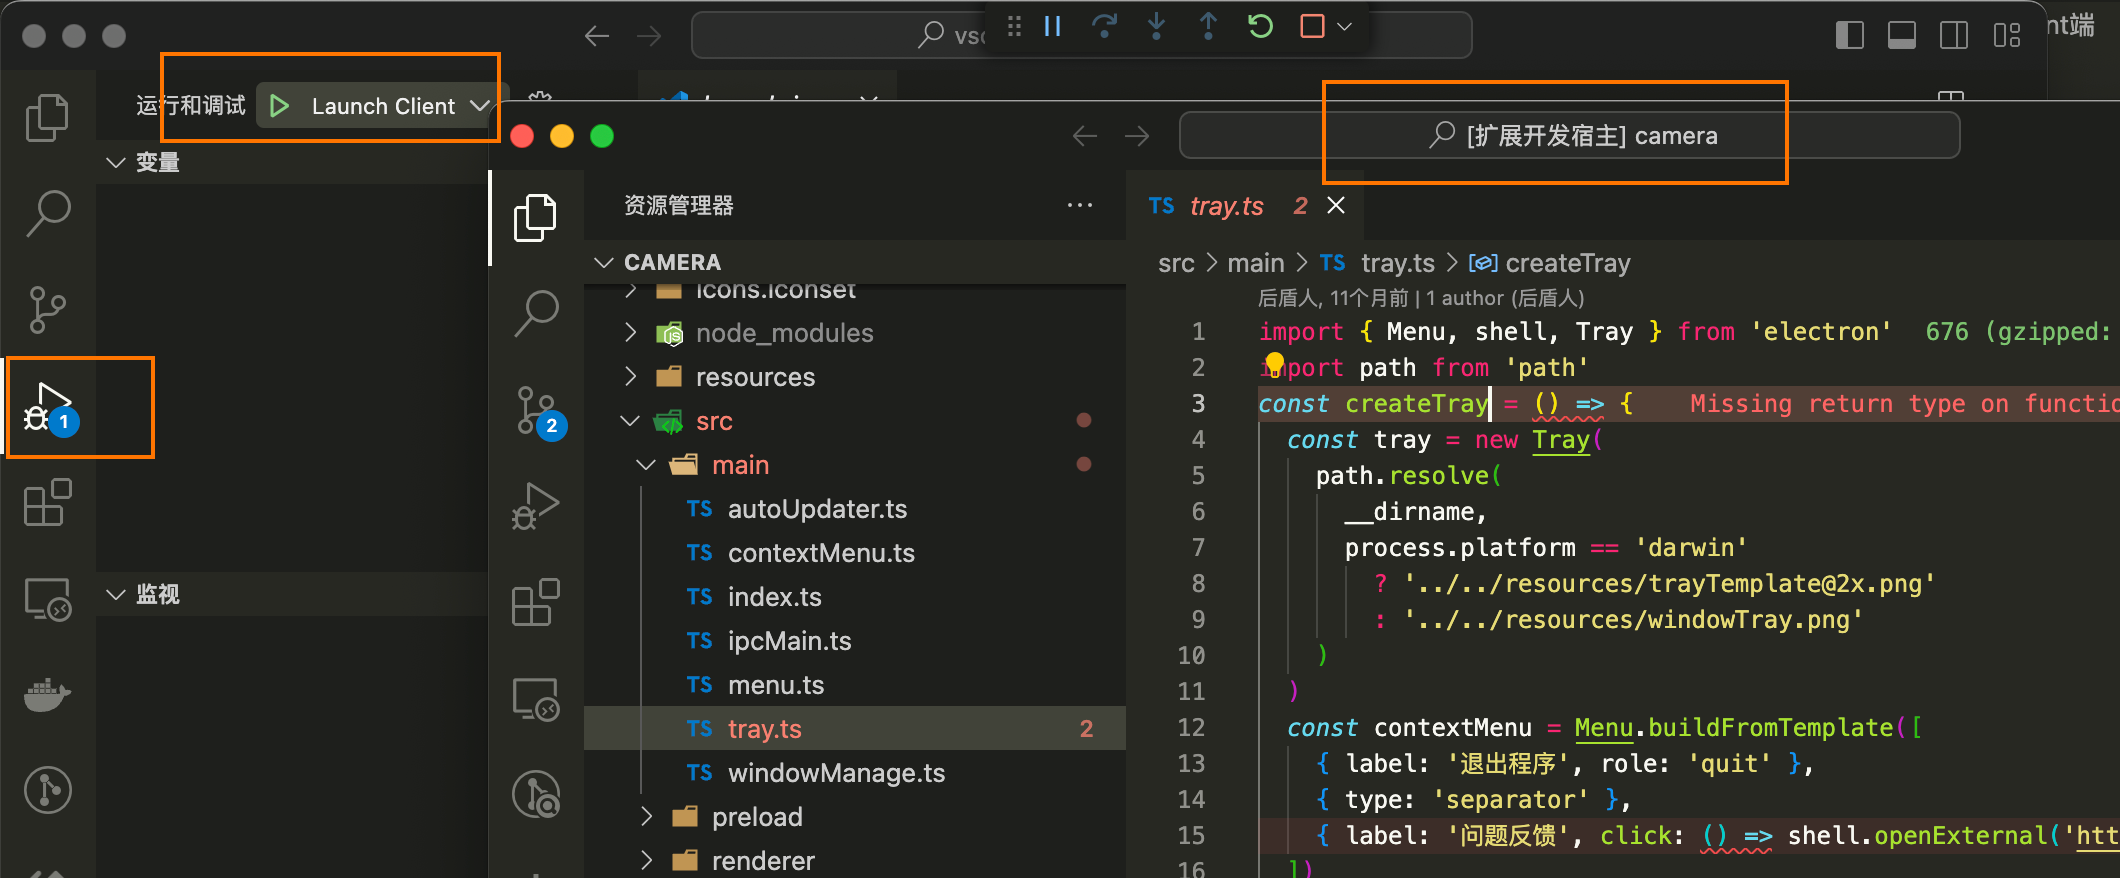 vsc
nt端
运行和调试 Launch Client
变量
1
监视
[扩展开发宿主] camera
资源管理器
CAMERA
icons.iconset
node_modules
resources
src
main
TS autoUpdater.ts
TS contextMenu.ts
TS index.ts
TS ipcMain.ts
TS menu.ts
TS tray.ts 2
TS windowManage.ts
preload
renderer
2
TS tray.ts 2
src > main > TS tray.ts > createTray
后盾人, 11个月前 | 1 author (后盾人)
1 import { Menu, shell, Tray } from 'electron' 676 (gzipped:
2 import path from 'path'
3 const createTray = () => { Missing return type on functio
4 const tray = new Tray(
5 path.resolve(
6 __dirname,
7 process.platform == 'darwin'
8 ? '../../resources/trayTemplate@2x.png'
9 : '../../resources/windowTray.png'
10 )
11 )
12 const contextMenu = Menu.buildFromTemplate([
13 { label: '退出程序', role: 'quit' },
14 { type: 'separator' },
15 { label: '问题反馈', click: () => shell.openExternal('htt
16 ])